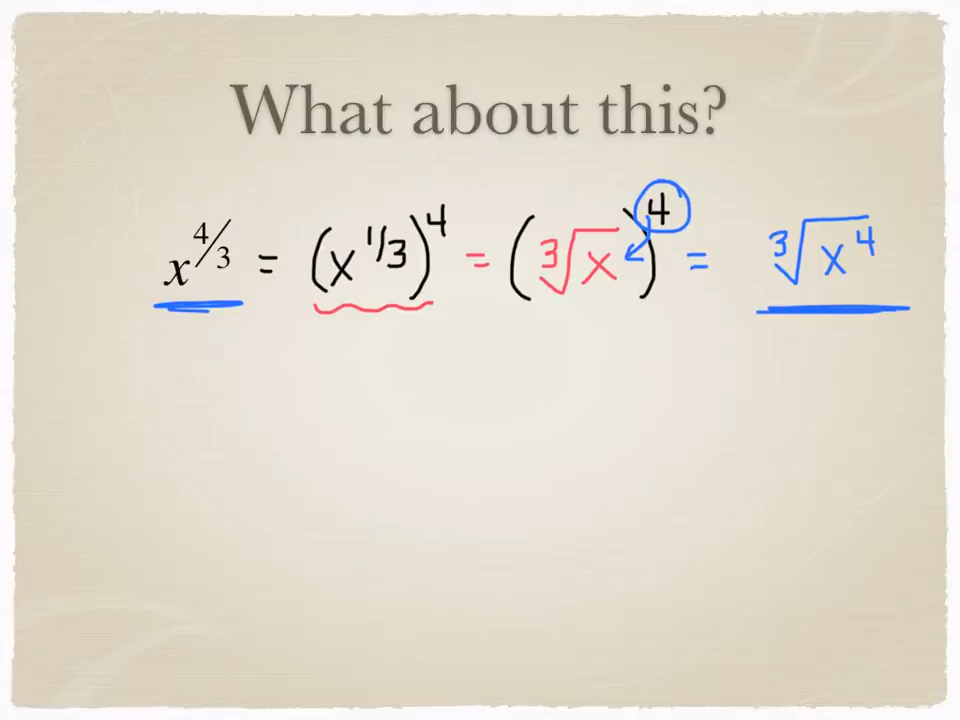 What about this?
x^{4/3} = (x^{1/3})^4 = (∛x)^4 = ∛x^4